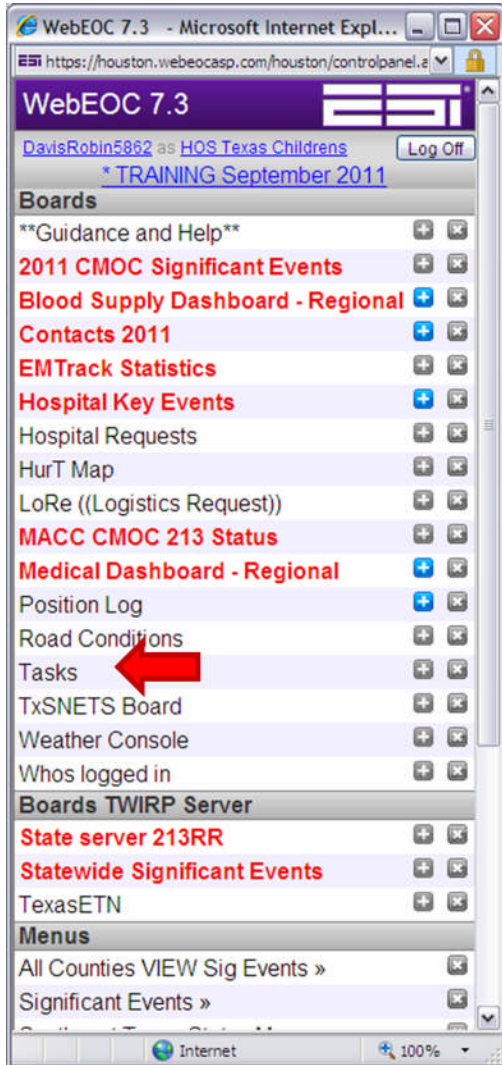 WebEOC 7.3 - Microsoft Internet Expl...
ESi https://houston.webeocasp.com/houston/controlpanel.a
WebEOC 7.3 ESi
DavisRobin5862 as HOS Texas Childrens Log Off
* TRAINING September 2011
Boards
**Guidance and Help**
2011 CMOC Significant Events
Blood Supply Dashboard - Regional
Contacts 2011
EMTrack Statistics
Hospital Key Events
Hospital Requests
HurT Map
LoRe ((Logistics Request))
MACC CMOC 213 Status
Medical Dashboard - Regional
Position Log
Road Conditions
Tasks
TxSNETS Board
Weather Console
Whos logged in
Boards TWIRP Server
State server 213RR
Statewide Significant Events
TexasETN
Menus
All Counties VIEW Sig Events »
Significant Events »
Internet 100%